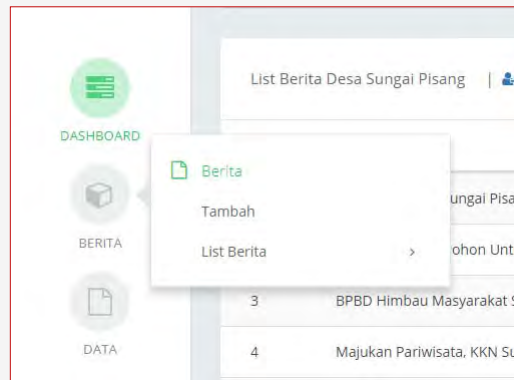 List Berita Desa Sungai Pisang |
DASHBOARD
Berita
Tambah
List Berita
BERITA
DATA
3 BPBD Himbau Masyarakat
4 Majukan Pariwisata, KKN